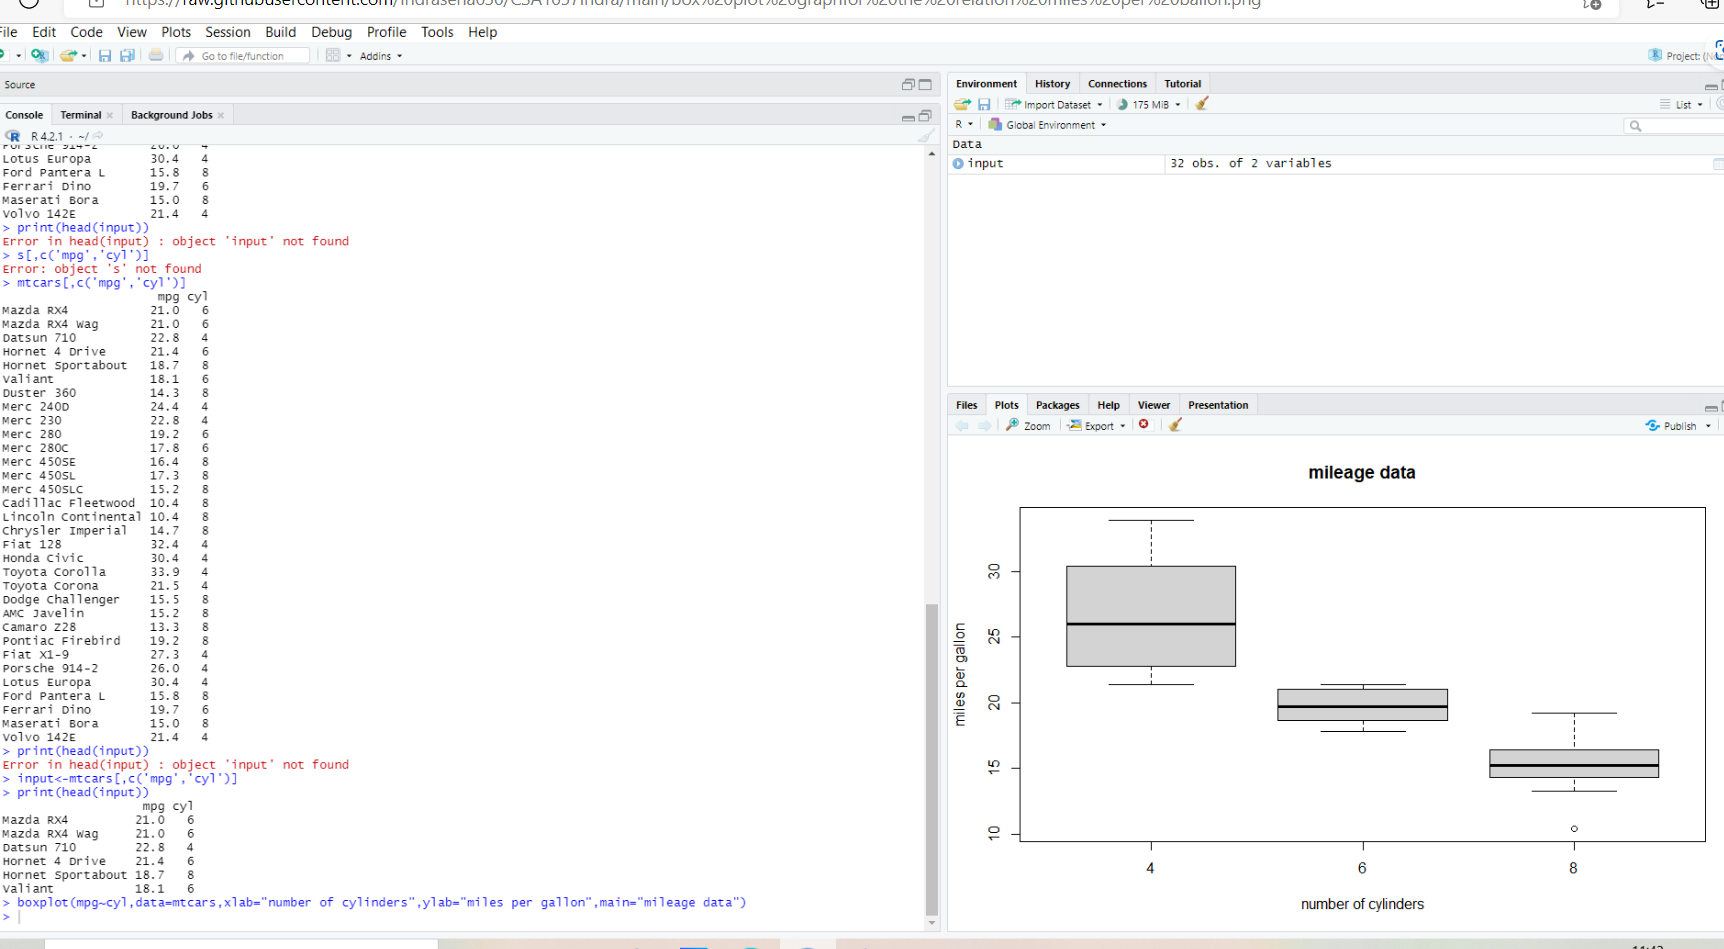 File Edit Code View Plots Session Build Debug Profile Tools Help
Go to file/function Addins
Project:
Source
Console Terminal Background Jobs
R 4.2.1 · ~/
Porsche 914-2 26.0 4
Lotus Europa 30.4 4
Ford Pantera L 15.8 8
Ferrari Dino 19.7 6
Maserati Bora 15.0 8
Volvo 142E 21.4 4
> print(head(input))
Error in head(input) : object 'input' not found
> s[,c('mpg','cyl')]
Error: object 's' not found
> mtcars[,c('mpg','cyl')]
mpg cyl
Mazda RX4 21.0 6
Mazda RX4 Wag 21.0 6
Datsun 710 22.8 4
Hornet 4 Drive 21.4 6
Hornet Sportabout 18.7 8
Valiant 18.1 6
Duster 360 14.3 8
Merc 240D 24.4 4
Merc 230 22.8 4
Merc 280 19.2 6
Merc 280C 17.8 6
Merc 450SE 16.4 8
Merc 450SL 17.3 8
Merc 450SLC 15.2 8
Cadillac Fleetwood 10.4 8
Lincoln Continental 10.4 8
Chrysler Imperial 14.7 8
Fiat 128 32.4 4
Honda Civic 30.4 4
Toyota Corolla 33.9 4
Toyota Corona 21.5 4
Dodge Challenger 15.5 8
AMC Javelin 15.2 8
Camaro Z28 13.3 8
Pontiac Firebird 19.2 8
Fiat X1-9 27.3 4
Porsche 914-2 26.0 4
Lotus Europa 30.4 4
Ford Pantera L 15.8 8
Ferrari Dino 19.7 6
Maserati Bora 15.0 8
Volvo 142E 21.4 4
> print(head(input))
Error in head(input) : object 'input' not found
> input<-mtcars[,c('mpg','cyl')]
> print(head(input))
mpg cyl
Mazda RX4 21.0 6
Mazda RX4 Wag 21.0 6
Datsun 710 22.8 4
Hornet 4 Drive 21.4 6
Hornet Sportabout 18.7 8
Valiant 18.1 6
> boxplot(mpg~cyl,data=mtcars,xlab="number of cylinders",ylab="miles per gallon",main="mileage data")
>
Environment History Connections Tutorial
Import Dataset 175 MiB List
R Global Environment
Data
input 32 obs. of 2 variables
Files Plots Packages Help Viewer Presentation
Zoom Export Publish
mileage data
miles per gallon
30
25
20
15
10
4 6 8
number of cylinders